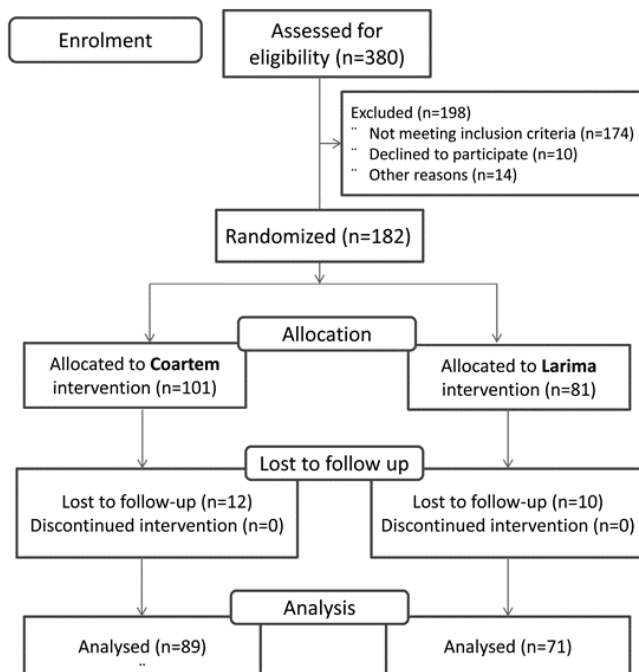 Enrolment
Assessed for
eligibility (n=380)
Excluded (n=198)
¨ Not meeting inclusion criteria (n=174)
¨ Declined to participate (n=10)
¨ Other reasons (n=14)
Randomized (n=182)
Allocation
Allocated to Coartem
intervention (n=101)
Allocated to Larima
intervention (n=81)
Lost to follow up
Lost to follow-up (n=12)
Discontinued intervention (n=0)
Lost to follow-up (n=10)
Discontinued intervention (n=0)
Analysis
Analysed (n=89)
¨
Analysed (n=71)